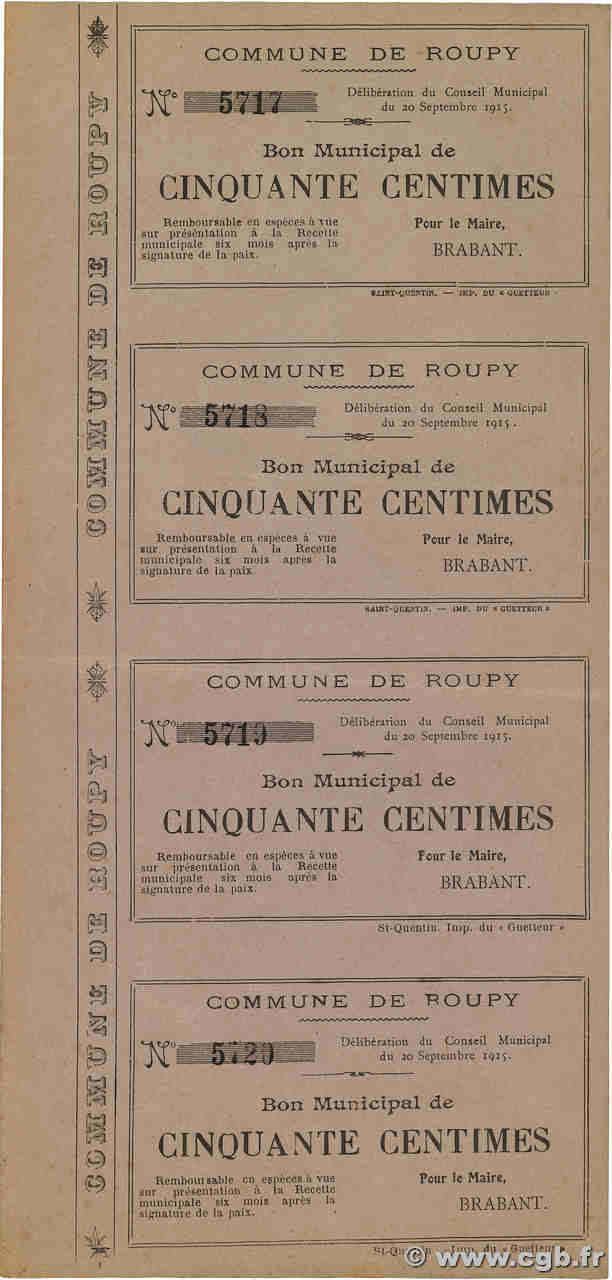 COMMUNE DE ROUPY
COMMUNE DE ROUPY
COMMUNE DE ROUPY
N° 5717
Délibération du Conseil Municipal
du 20 Septembre 1915.
Bon Municipal de
CINQUANTE CENTIMES
Remboursable en espèces à vue
sur présentation à la Recette
municipale six mois après la
signature de la paix.
Pour le Maire,
BRABANT.
SAINT-QUENTIN. — IMP. DU « GUETTEUR »
COMMUNE DE ROUPY
N° 5718
Délibération du Conseil Municipal
du 20 Septembre 1915.
Bon Municipal de
CINQUANTE CENTIMES
Remboursable en espèces à vue
sur présentation à la Recette
municipale six mois après la
signature de la paix
Pour le Maire,
BRABANT.
SAINT-QUENTIN. — IMP. DU « GUETTEUR »
COMMUNE DE ROUPY
N° 5719
Délibération du Conseil Municipal
du 20 Septembre 1915.
Bon Municipal de
CINQUANTE CENTIMES
Remboursable en espèces à vue
sur présentation à la Recette
municipale six mois après la
signature de la paix.
Pour le Maire,
BRABANT.
St-Quentin. Imp. du « Guetteur »
COMMUNE DE ROUPY
N° 5720
Délibération du Conseil Municipal
du 20 Septembre 1915.
Bon Municipal de
CINQUANTE CENTIMES
Remboursable en espèces à vue
sur présentation à la Recette
municipale six mois après la
signature de la paix.
Pour le Maire,
BRABANT.
St-Quentin. Imp. du « Guetteur
© www.cgb.fr